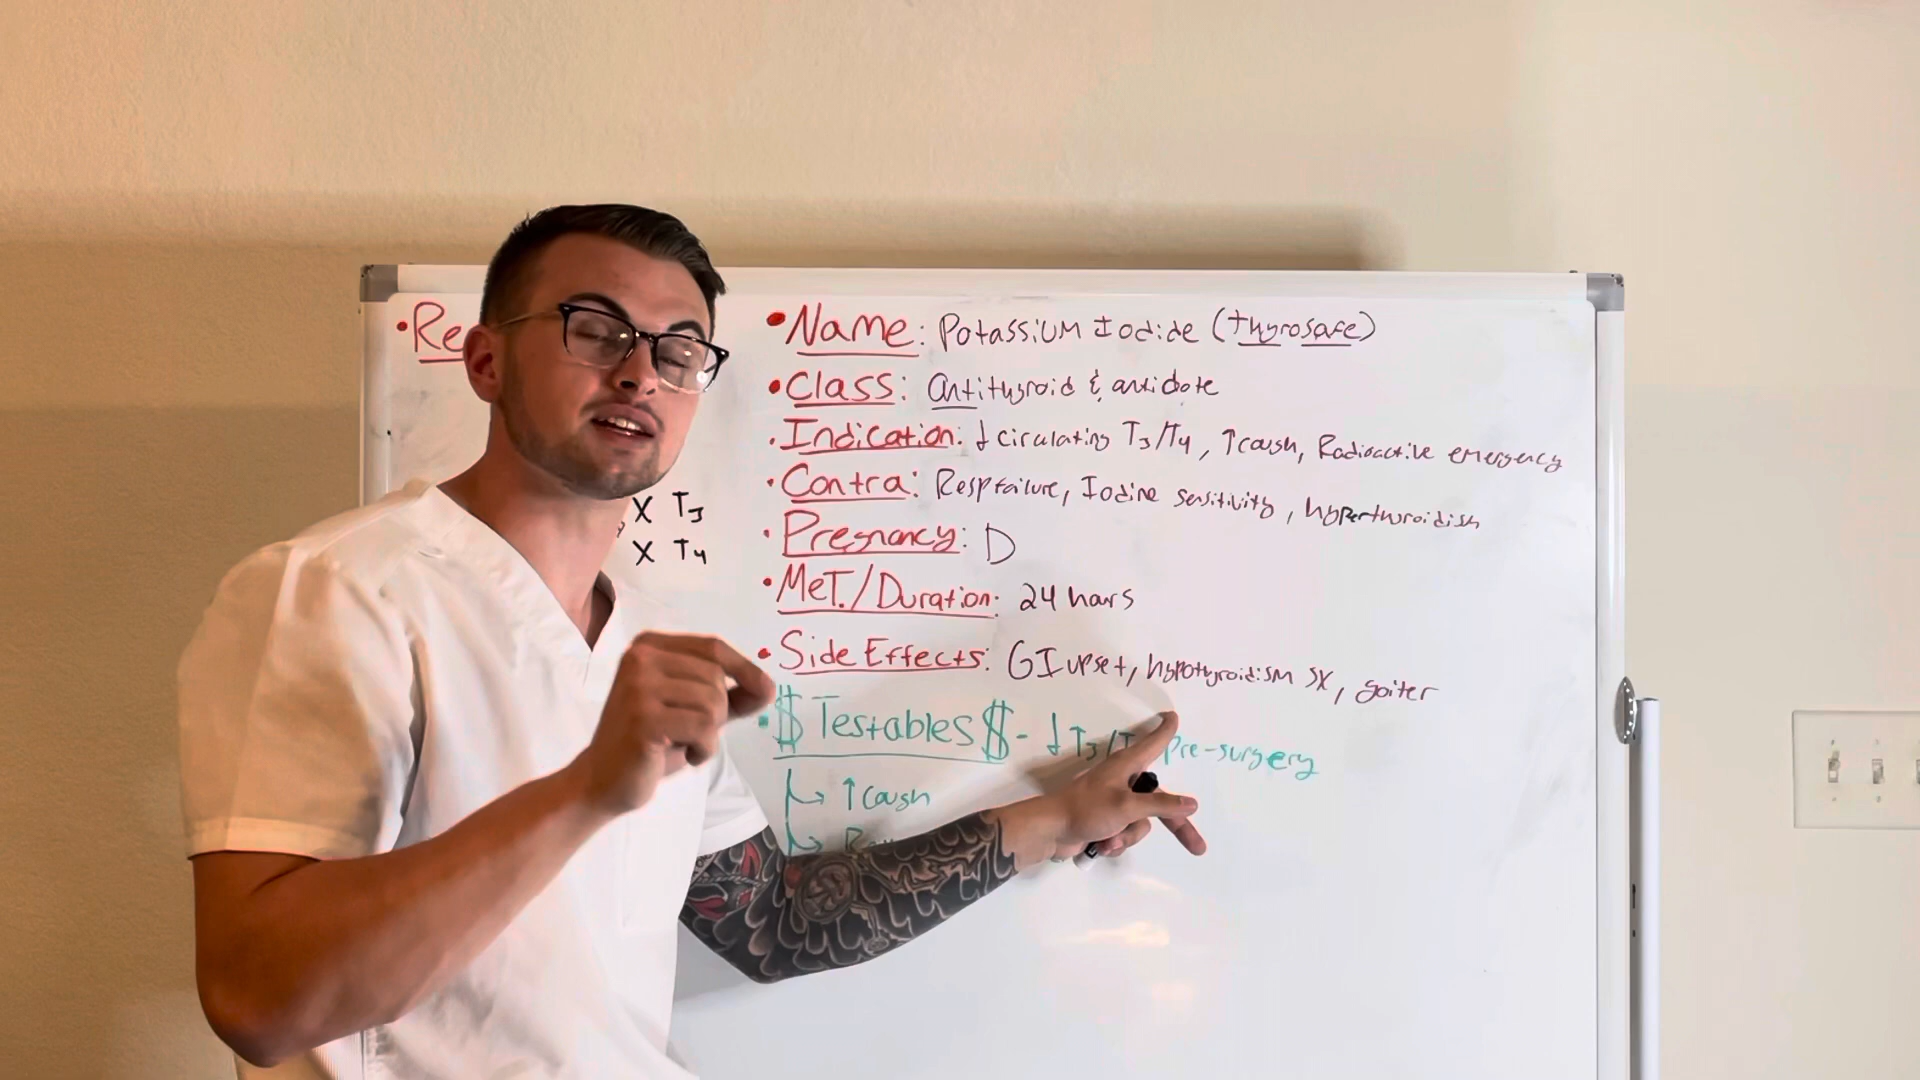 • Re
X T3
X T4
• Name: Potassium Iodide (thyrosafe)
• Class: Antithyroid & antidote
• Indication: ↓ circulating T3/T4, ↑ cough, Radioactive emergency
• Contra: Resp failure, Iodine sensitivity, hyperthyroidism
• Pregnancy: D
• Met./Duration: 24 hours
• Side Effects: GI upset, hypothyroidism sx, goiter
• $ Testables $ - ↓ T3/T Pre-surgery
↳ ↑ Cough